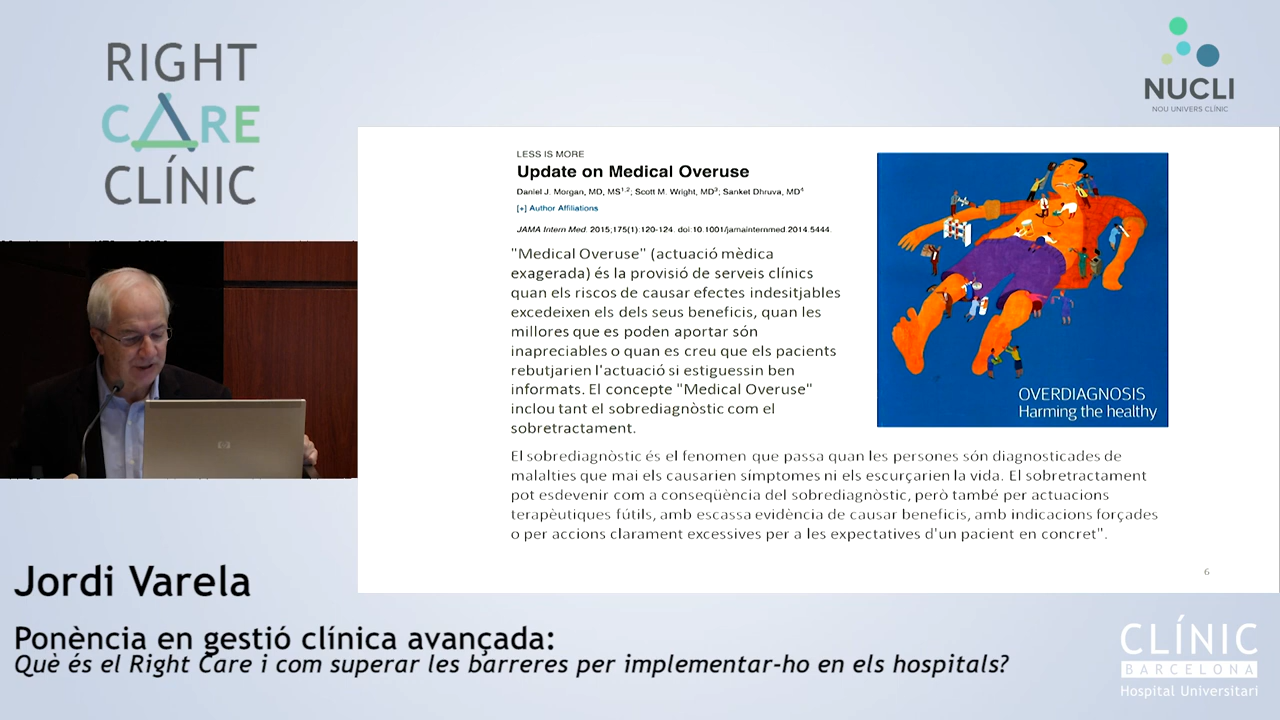 RIGHT
CARE
CLÍNIC
NUCLI
NOU UNIVERS CLÍNIC
LESS IS MORE
Update on Medical Overuse
Daniel J. Morgan, MD, MS1,2; Scott M. Wright, MD3; Sanket Dhruva, MD4
[+] Author Affiliations
JAMA Intern Med. 2015;175(1):120-124. doi:10.1001/jamainternmed.2014.5444.
"Medical Overuse" (actuació mèdica
exagerada) és la provisió de serveis clínics
quan els riscos de causar efectes indesitjables
excedeixen els dels seus beneficis, quan les
millores que es poden aportar són
inapreciables o quan es creu que els pacients
rebutjarien l'actuació si estiguessin ben
informats. El concepte "Medical Overuse"
inclou tant el sobrediagnòstic com el
sobretractament.
OVERDIAGNOSIS
Harming the healthy
El sobrediagnòstic és el fenomen que passa quan les persones són diagnosticades de
malalties que mai els causarien símptomes ni els escurçarien la vida. El sobretractament
pot esdevenir com a conseqüència del sobrediagnòstic, però també per actuacions
terapèutiques fútils, amb escassa evidència de causar beneficis, amb indicacions forçades
o per accions clarament excessives per a les expectatives d'un pacient en concret".
6
hp
Jordi Varela
Ponència en gestió clínica avançada:
Què és el Right Care i com superar les barreres per implementar-ho en els hospitals?
CLÍNIC
BARCELONA
Hospital Universitari